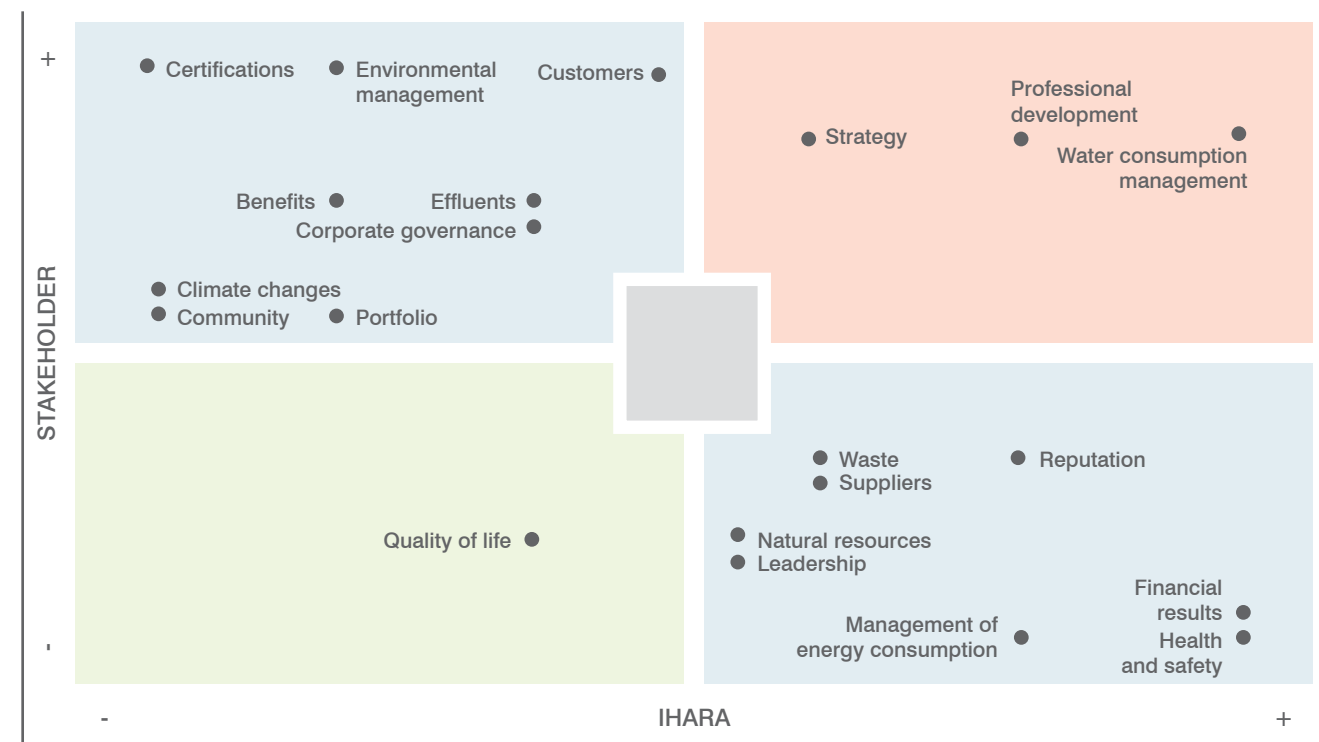 +
Certifications
Environmental
management
Customers
Professional
development
Strategy
Water consumption
management
Benefits
Effluents
Corporate governance
Climate changes
Community
Portfolio
STAKEHOLDER
Waste
Suppliers
Reputation
Quality of life
Natural resources
Leadership
Financial
results
Management of
energy consumption
Health
and safety
-
-
IHARA
+